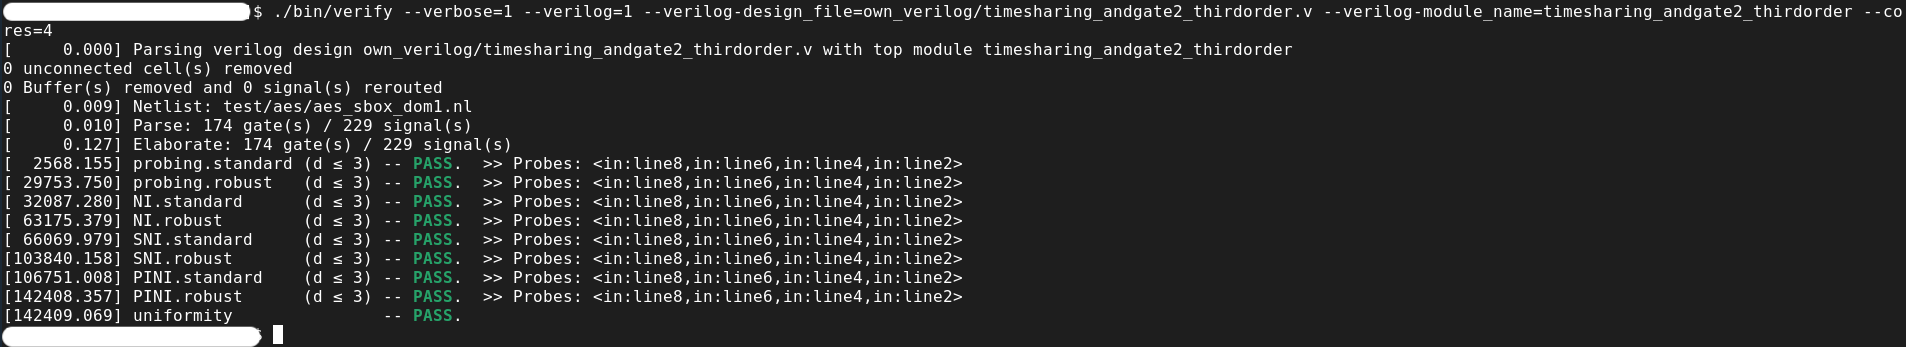 $ ./bin/verify --verbose=1 --verilog=1 --verilog-design_file=own_verilog/timesharing_andgate2_thirdorder.v --verilog-module_name=timesharing_andgate2_thirdorder --co
res=4
[     0.000] Parsing verilog design own_verilog/timesharing_andgate2_thirdorder.v with top module timesharing_andgate2_thirdorder
0 unconnected cell(s) removed
0 Buffer(s) removed and 0 signal(s) rerouted
[     0.009] Netlist: test/aes/aes_sbox_dom1.nl
[     0.010] Parse: 174 gate(s) / 229 signal(s)
[     0.127] Elaborate: 174 gate(s) / 229 signal(s)
[  2568.155] probing.standard (d ≤ 3) -- PASS.  >> Probes: <in:line8,in:line6,in:line4,in:line2>
[ 29753.750] probing.robust   (d ≤ 3) -- PASS.  >> Probes: <in:line8,in:line6,in:line4,in:line2>
[ 32087.280] NI.standard      (d ≤ 3) -- PASS.  >> Probes: <in:line8,in:line6,in:line4,in:line2>
[ 63175.379] NI.robust        (d ≤ 3) -- PASS.  >> Probes: <in:line8,in:line6,in:line4,in:line2>
[ 66069.979] SNI.standard     (d ≤ 3) -- PASS.  >> Probes: <in:line8,in:line6,in:line4,in:line2>
[103840.158] SNI.robust       (d ≤ 3) -- PASS.  >> Probes: <in:line8,in:line6,in:line4,in:line2>
[106751.008] PINI.standard    (d ≤ 3) -- PASS.  >> Probes: <in:line8,in:line6,in:line4,in:line2>
[142408.357] PINI.robust      (d ≤ 3) -- PASS.  >> Probes: <in:line8,in:line6,in:line4,in:line2>
[142409.069] uniformity               -- PASS.